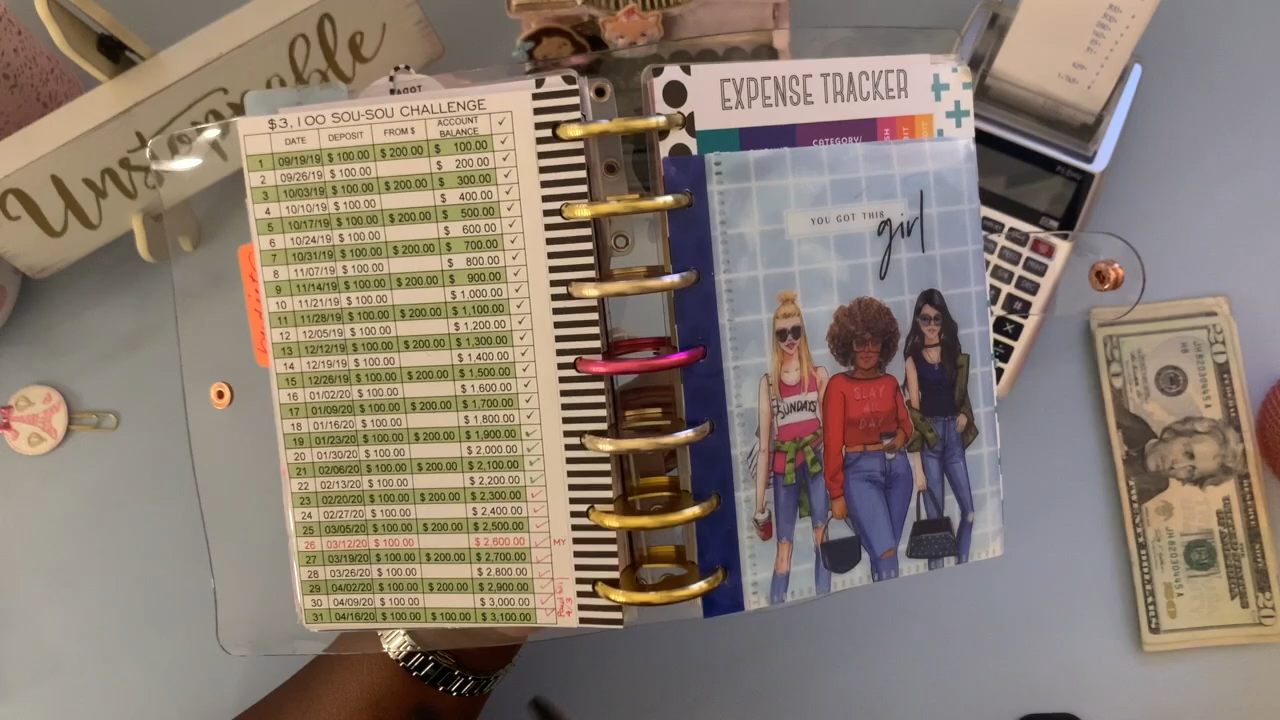 Unstoppable
$3,100 SOU-SOU CHALLENGE
DATE DEPOSIT FROM $ ACCOUNT BALANCE ✓
1 09/19/19 $ 100.00 $ 200.00 $ 100.00 ✓
2 09/26/19 $ 100.00 $ 200.00 ✓
3 10/03/19 $ 100.00 $ 200.00 $ 300.00 ✓
4 10/10/19 $ 100.00 $ 400.00 ✓
5 10/17/19 $ 100.00 $ 200.00 $ 500.00 ✓
6 10/24/19 $ 100.00 $ 600.00 ✓
7 10/31/19 $ 100.00 $ 200.00 $ 700.00 ✓
8 11/07/19 $ 100.00 $ 800.00 ✓
9 11/14/19 $ 100.00 $ 200.00 $ 900.00 ✓
10 11/21/19 $ 100.00 $ 1,000.00 ✓
11 11/28/19 $ 100.00 $ 200.00 $ 1,100.00 ✓
12 12/05/19 $ 100.00 $ 1,200.00 ✓
13 12/12/19 $ 100.00 $ 200.00 $ 1,300.00 ✓
14 12/19/19 $ 100.00 $ 1,400.00 ✓
15 12/26/19 $ 100.00 $ 200.00 $ 1,500.00 ✓
16 01/02/20 $ 100.00 $ 1,600.00 ✓
17 01/09/20 $ 100.00 $ 200.00 $ 1,700.00 ✓
18 01/16/20 $ 100.00 $ 1,800.00 ✓
19 01/23/20 $ 100.00 $ 200.00 $ 1,900.00 ✓
20 01/30/20 $ 100.00 $ 2,000.00 ✓
21 02/06/20 $ 100.00 $ 200.00 $ 2,100.00 ✓
22 02/13/20 $ 100.00 $ 2,200.00 ✓
23 02/20/20 $ 100.00 $ 200.00 $ 2,300.00 ✓
24 02/27/20 $ 100.00 $ 2,400.00 ✓
25 03/05/20 $ 100.00 $ 200.00 $ 2,500.00 ✓
26 03/12/20 $ 100.00 $ 2,600.00 ✓ MY
27 03/19/20 $ 100.00 $ 200.00 $ 2,700.00 ✓
28 03/26/20 $ 100.00 $ 2,800.00 ✓
29 04/02/20 $ 100.00 $ 200.00 $ 2,900.00 ✓
30 04/09/20 $ 100.00 $ 3,000.00 ✓
31 04/16/20 $ 100.00 $ 100.00 $ 3,100.00 ✓
EXPENSE TRACKER
CATEGORY/
YOU GOT THIS
girl
SUNDAYS
SLAY
ALL
DAY
20
JH82030045A
H8
JH82030045A